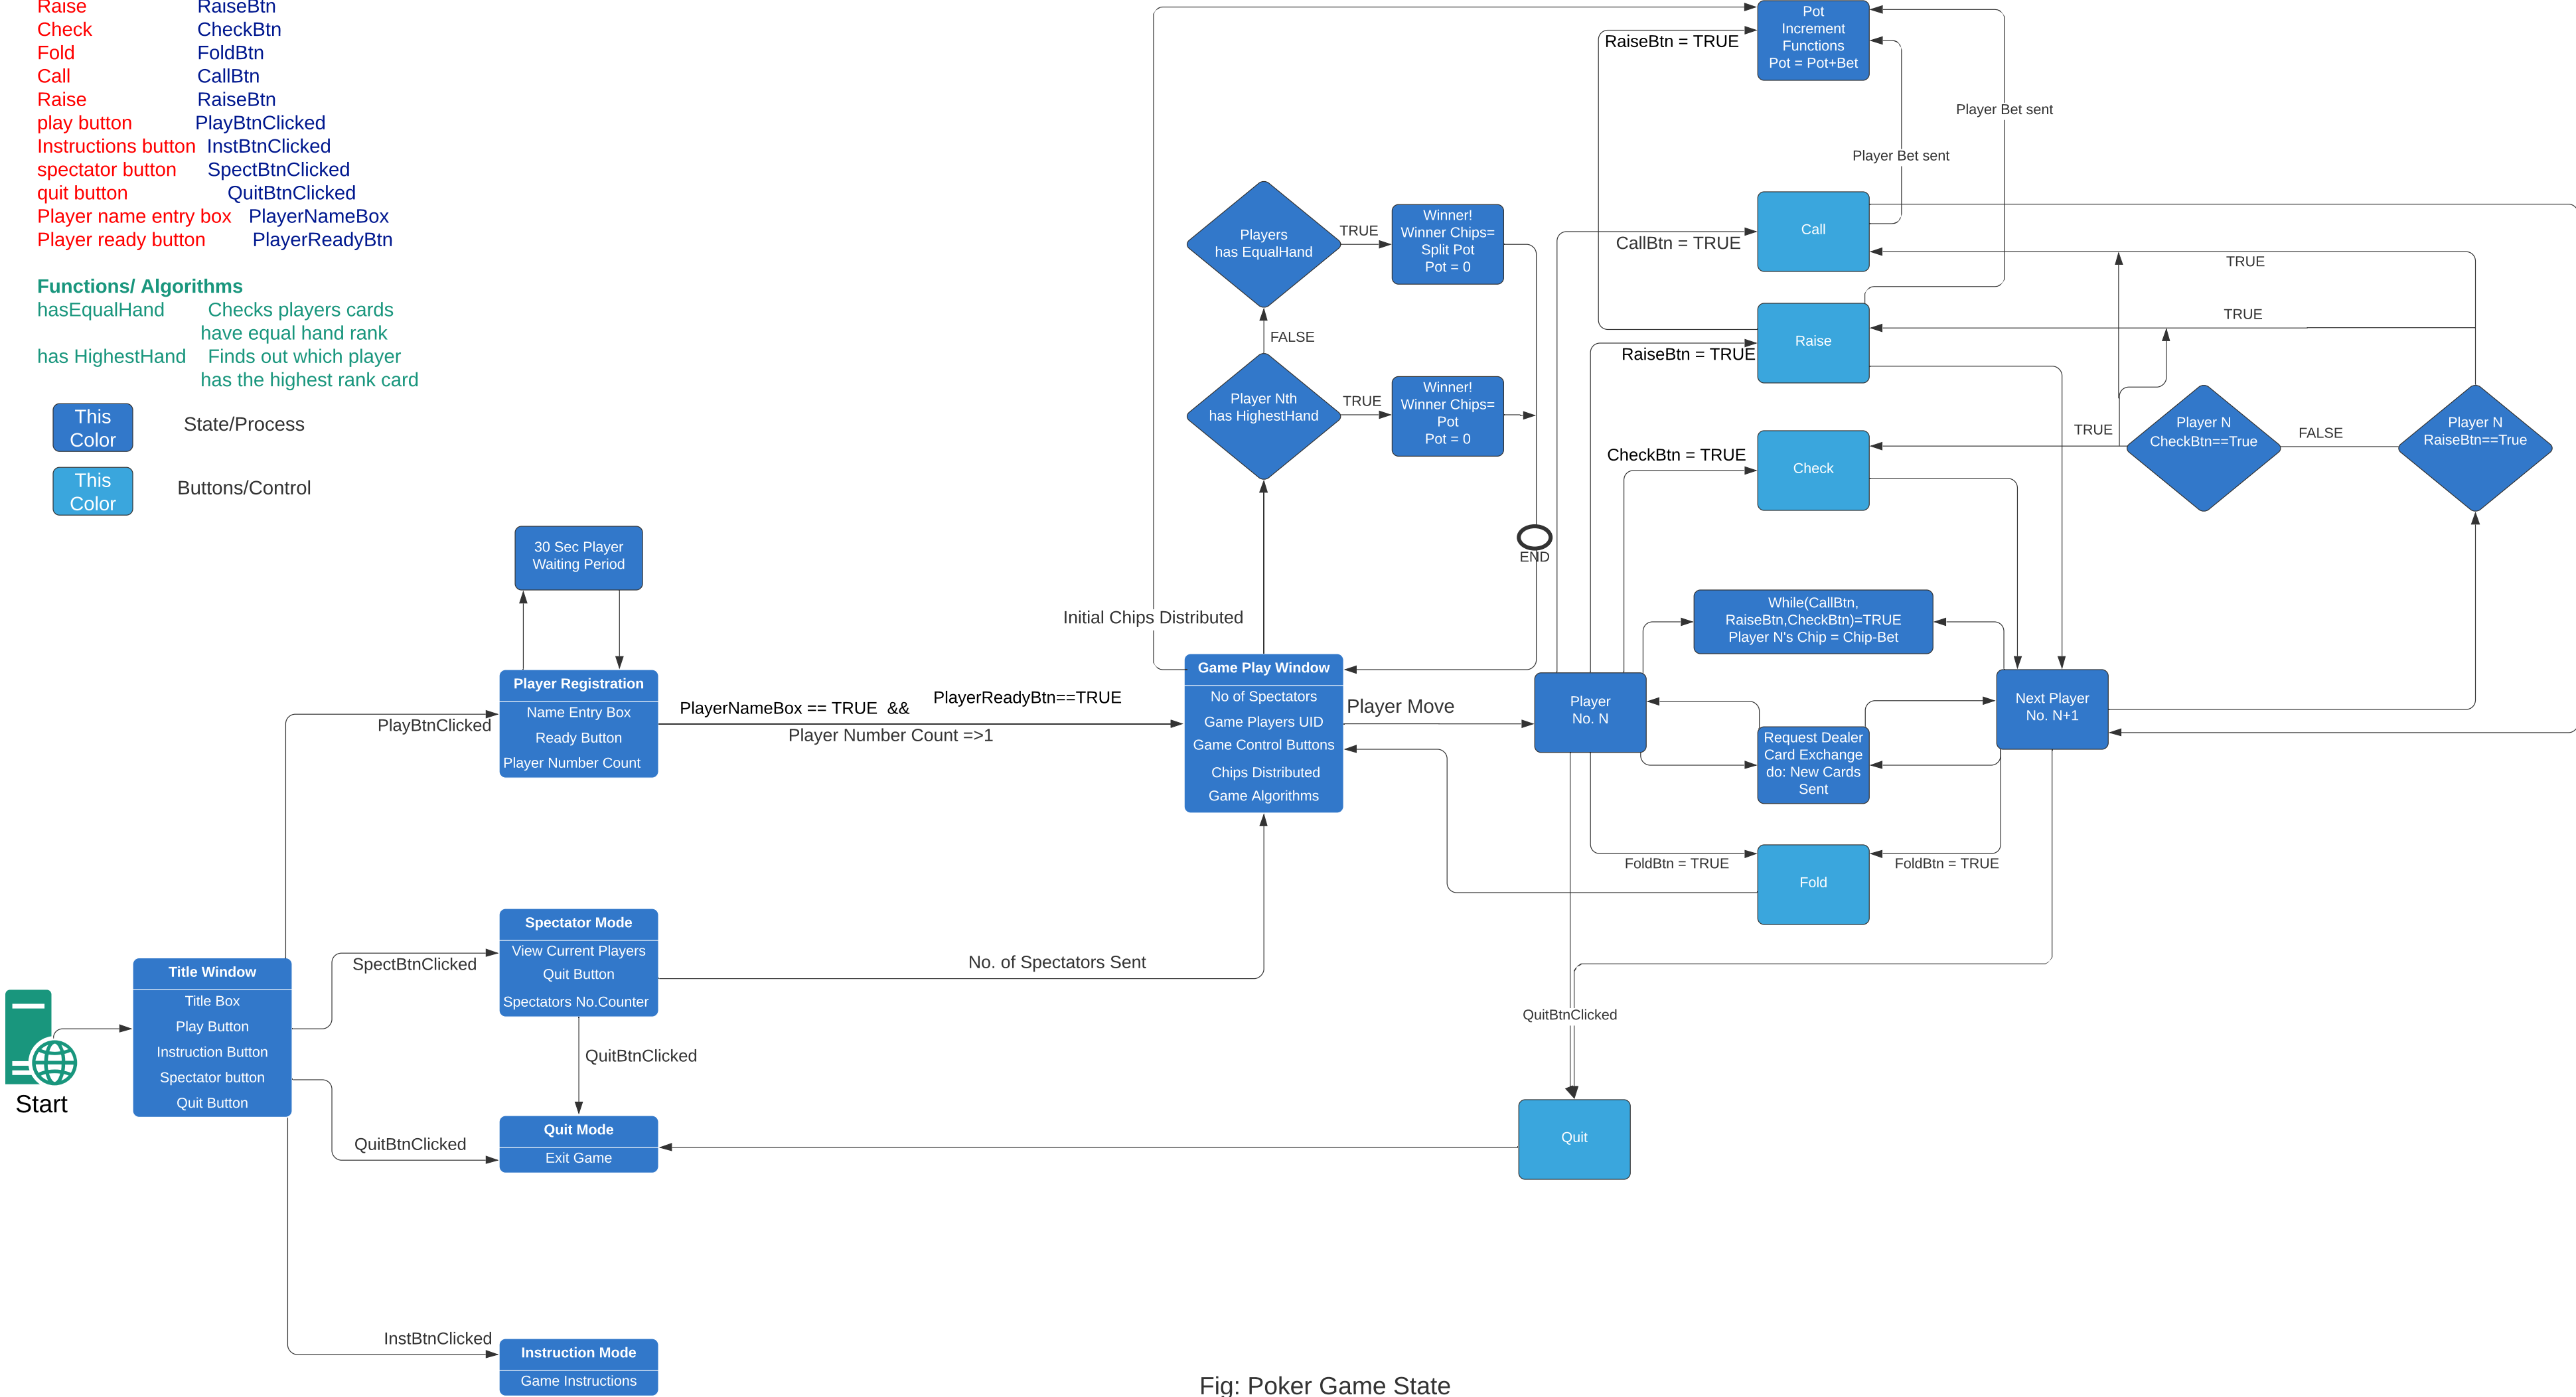 Raise RaiseBtn
Check CheckBtn
Fold FoldBtn
Call CallBtn
Raise RaiseBtn
play button PlayBtnClicked
Instructions button InstBtnClicked
spectator button SpectBtnClicked
quit button QuitBtnClicked
Player name entry box PlayerNameBox
Player ready button PlayerReadyBtn
Functions/ Algorithms
hasEqualHand Checks players cards
have equal hand rank
has HighestHand Finds out which player
has the highest rank card
This
Color
State/Process
This
Color
Buttons/Control
30 Sec Player
Waiting Period
Player Registration
Name Entry Box
Ready Button
Player Number Count
PlayBtnClicked
PlayerNameBox == TRUE &&
PlayerReadyBtn==TRUE
Player Number Count =>1
Start
Title Window
Title Box
Play Button
Instruction Button
Spectator button
Quit Button
SpectBtnClicked
Spectator Mode
View Current Players
Quit Button
Spectators No.Counter
No. of Spectators Sent
QuitBtnClicked
QuitBtnClicked
Quit Mode
Exit Game
InstBtnClicked
Instruction Mode
Game Instructions
Players
has EqualHand
TRUE
Winner!
Winner Chips=
Split Pot
Pot = 0
FALSE
Player Nth
has HighestHand
TRUE
Winner!
Winner Chips=
Pot
Pot = 0
END
Initial Chips Distributed
Game Play Window
No of Spectators
Game Players UID
Game Control Buttons
Chips Distributed
Game Algorithms
Player Move
Player
No. N
Pot
Increment
Functions
Pot = Pot+Bet
RaiseBtn = TRUE
Player Bet sent
Player Bet sent
Call
CallBtn = TRUE
TRUE
Raise
RaiseBtn = TRUE
TRUE
Check
CheckBtn = TRUE
TRUE
Player N
CheckBtn==True
FALSE
Player N
RaiseBtn==True
While(CallBtn,
RaiseBtn,CheckBtn)=TRUE
Player N's Chip = Chip-Bet
Next Player
No. N+1
Request Dealer
Card Exchange
do: New Cards
Sent
FoldBtn = TRUE
FoldBtn = TRUE
Fold
QuitBtnClicked
Quit
Fig: Poker Game State